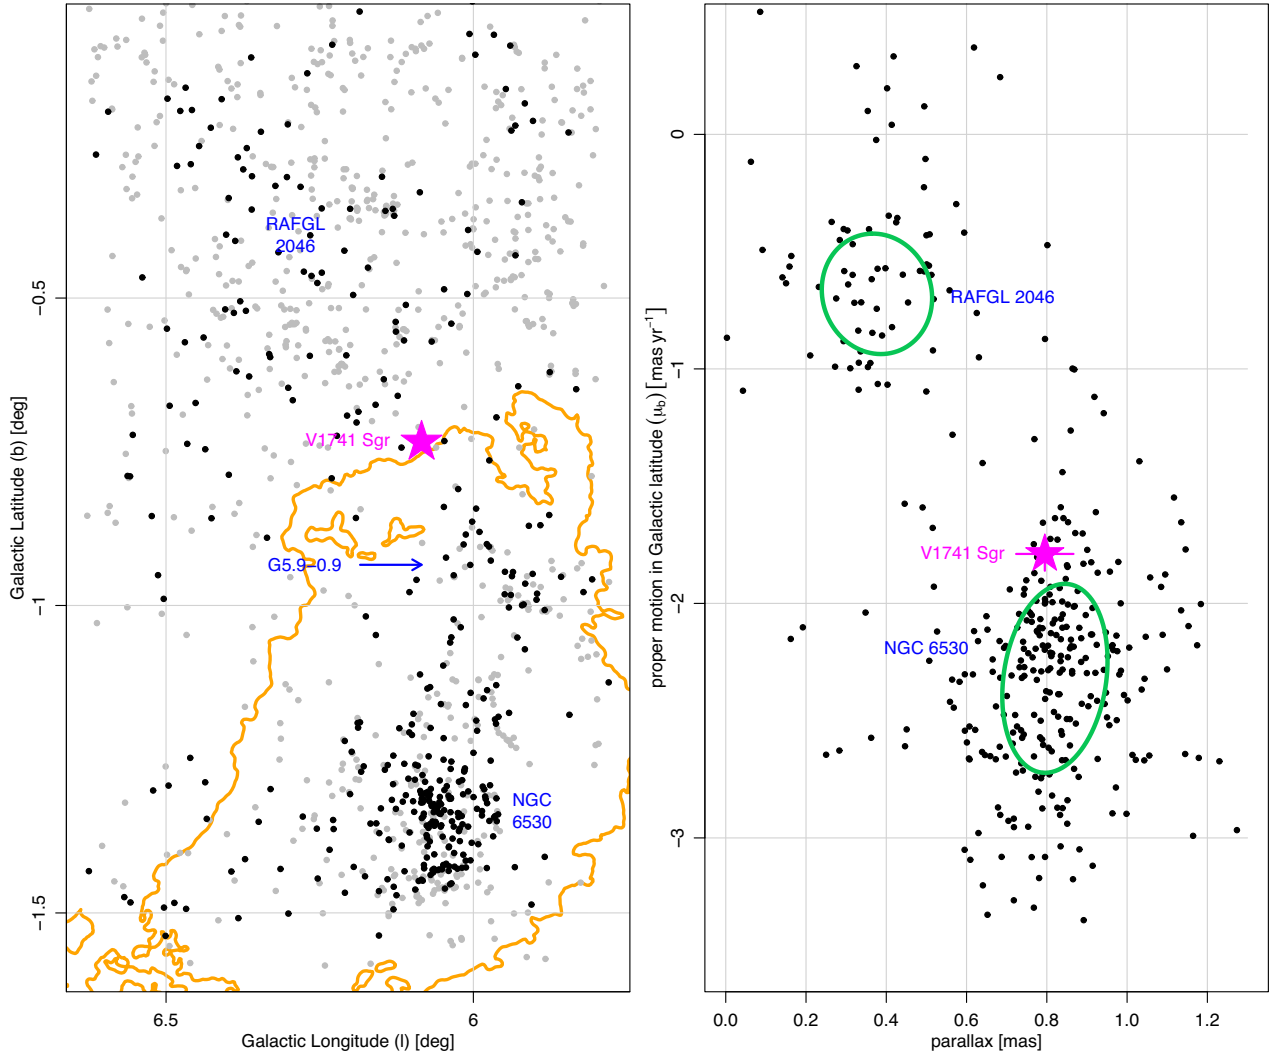 RAFGL
2046
V1741 Sgr
G5.9−0.9
NGC
6530
−0.5
−1
−1.5
6.5
6
Galactic Latitude (b) [deg]
Galactic Longitude (l) [deg]
RAFGL 2046
V1741 Sgr
NGC 6530
0
−1
−2
−3
0.0
0.2
0.4
0.6
0.8
1.0
1.2
proper motion in Galactic latitude (μb) [mas yr−1]
parallax [mas]